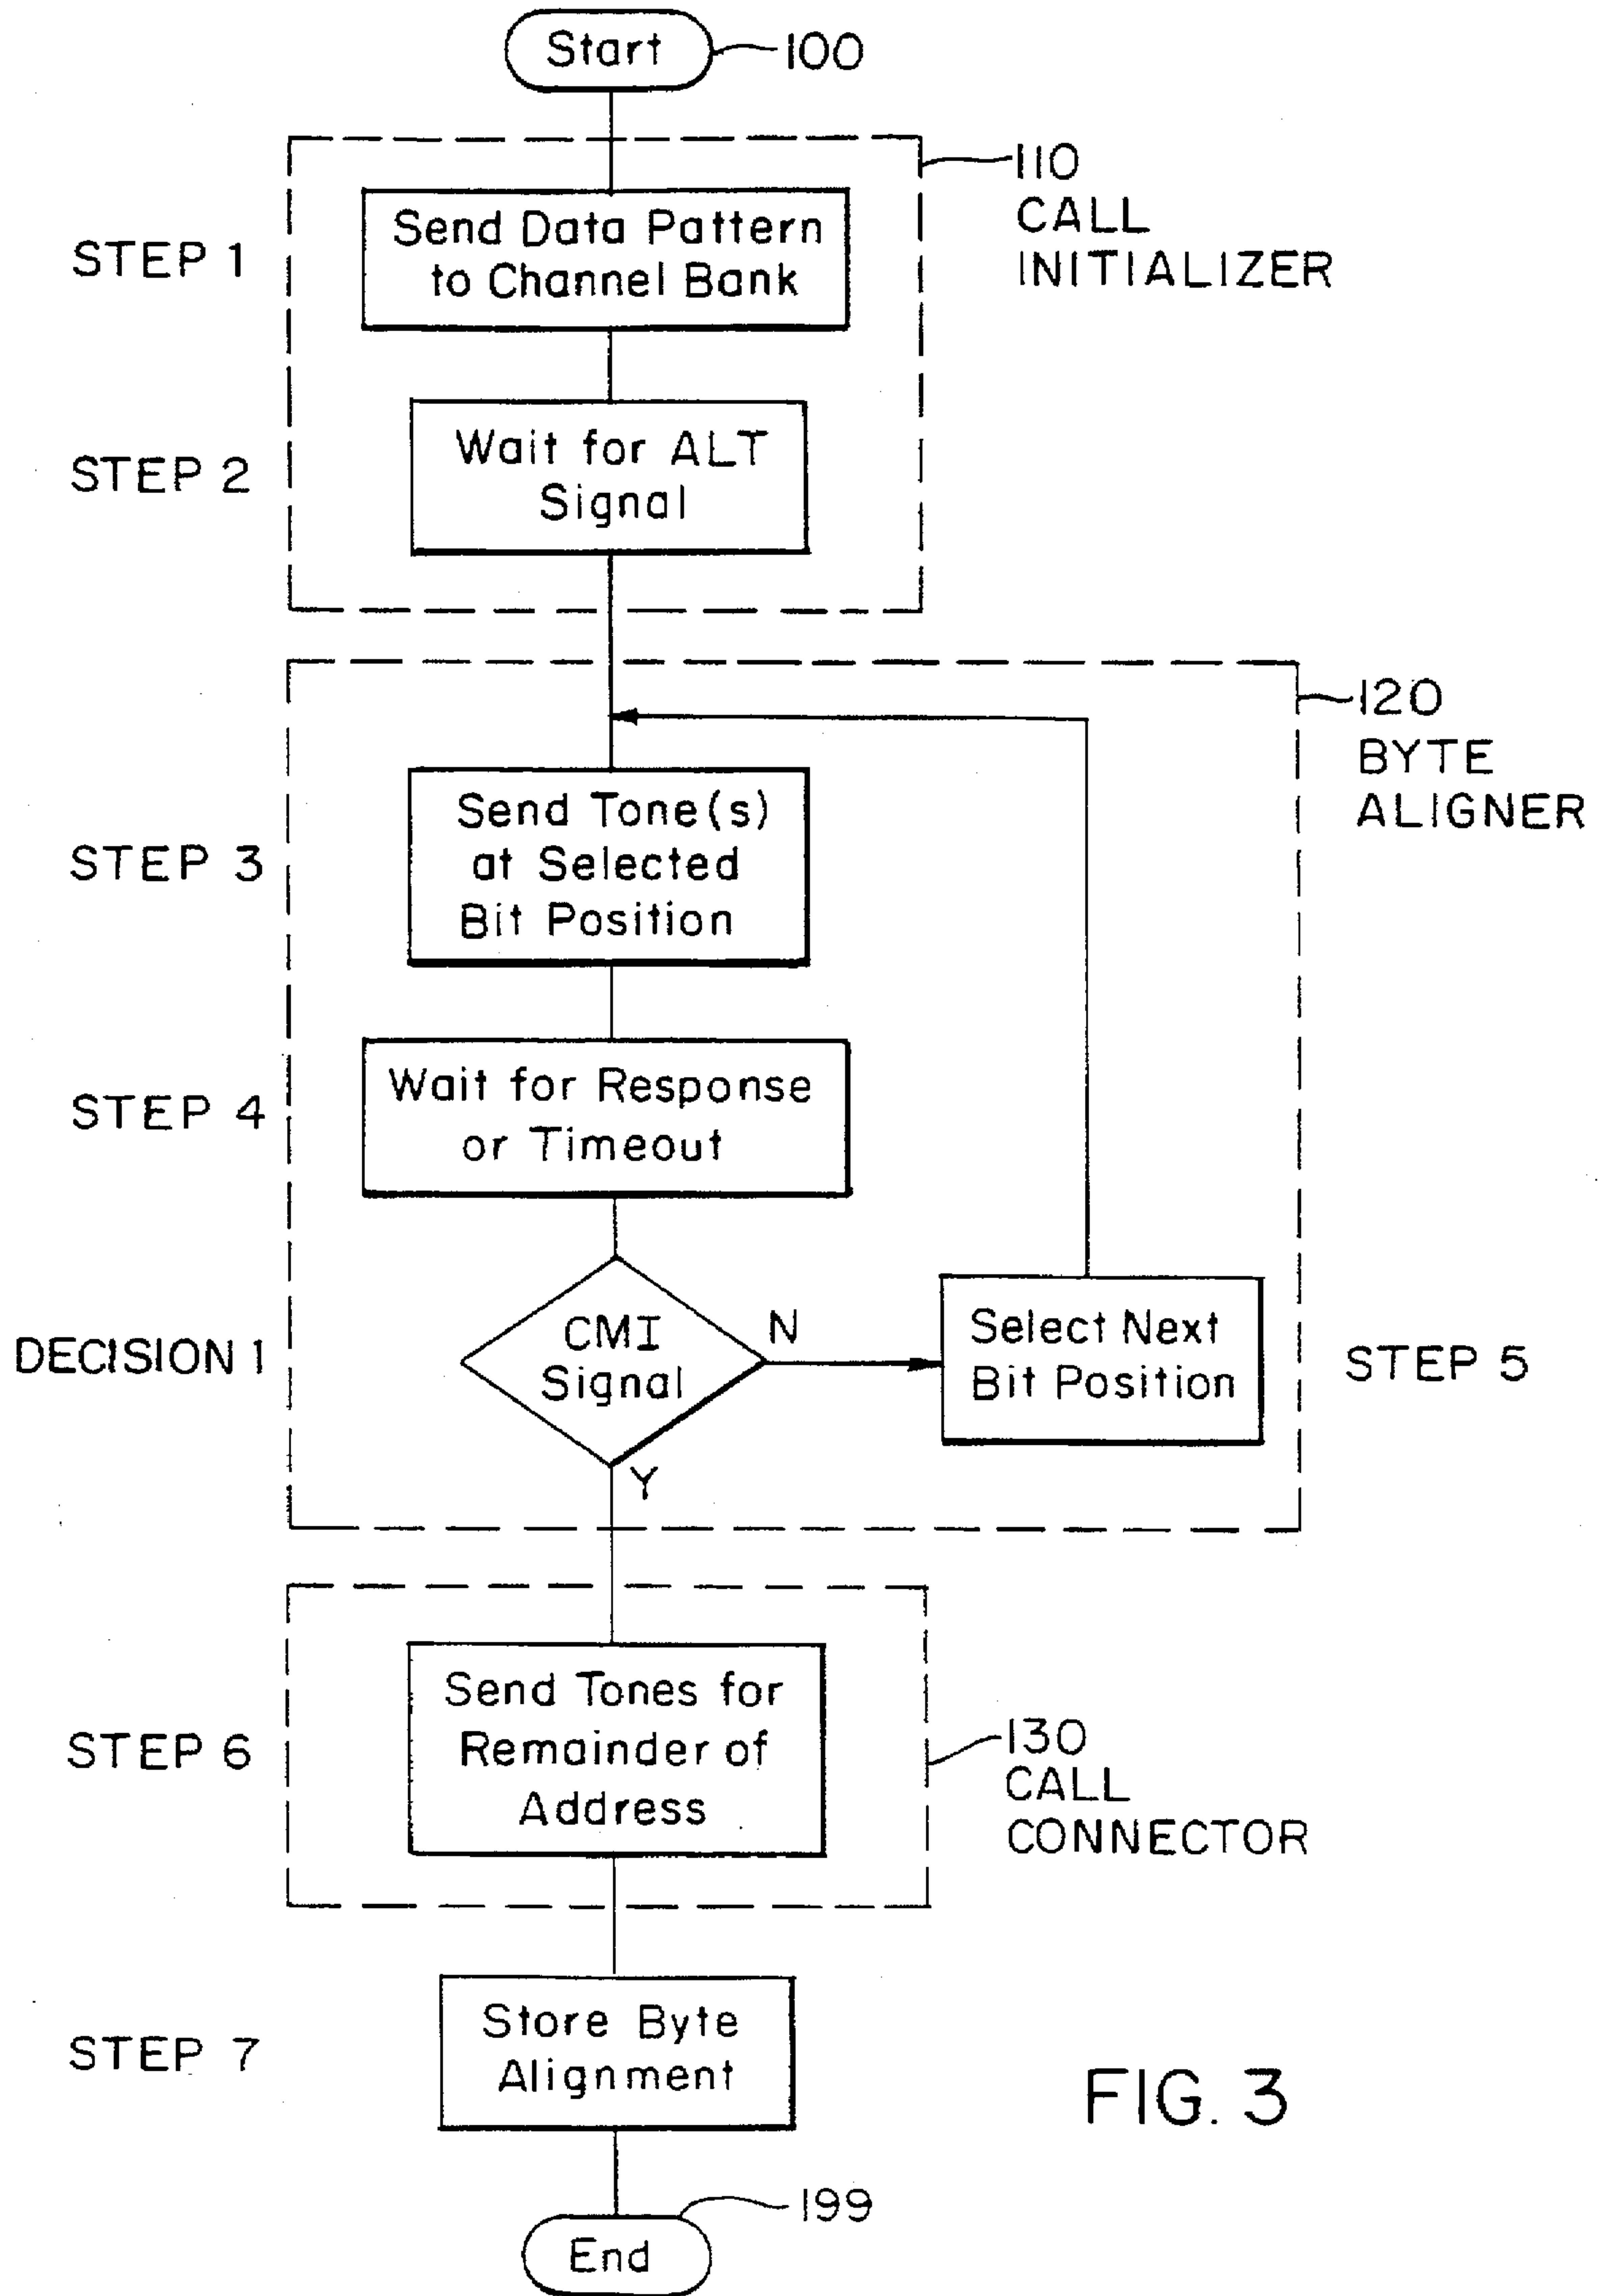 Start
100
110
CALL
INITIALIZER
STEP 1
Send Data Pattern
to Channel Bank
STEP 2
Wait for ALT
Signal
120
BYTE
ALIGNER
STEP 3
Send Tone(s)
at Selected
Bit Position
STEP 4
Wait for Response
or Timeout
DECISION 1
CMI
Signal
N
Y
Select Next
Bit Position
STEP 5
STEP 6
Send Tones for
Remainder of
Address
130
CALL
CONNECTOR
STEP 7
Store Byte
Alignment
FIG. 3
199
End